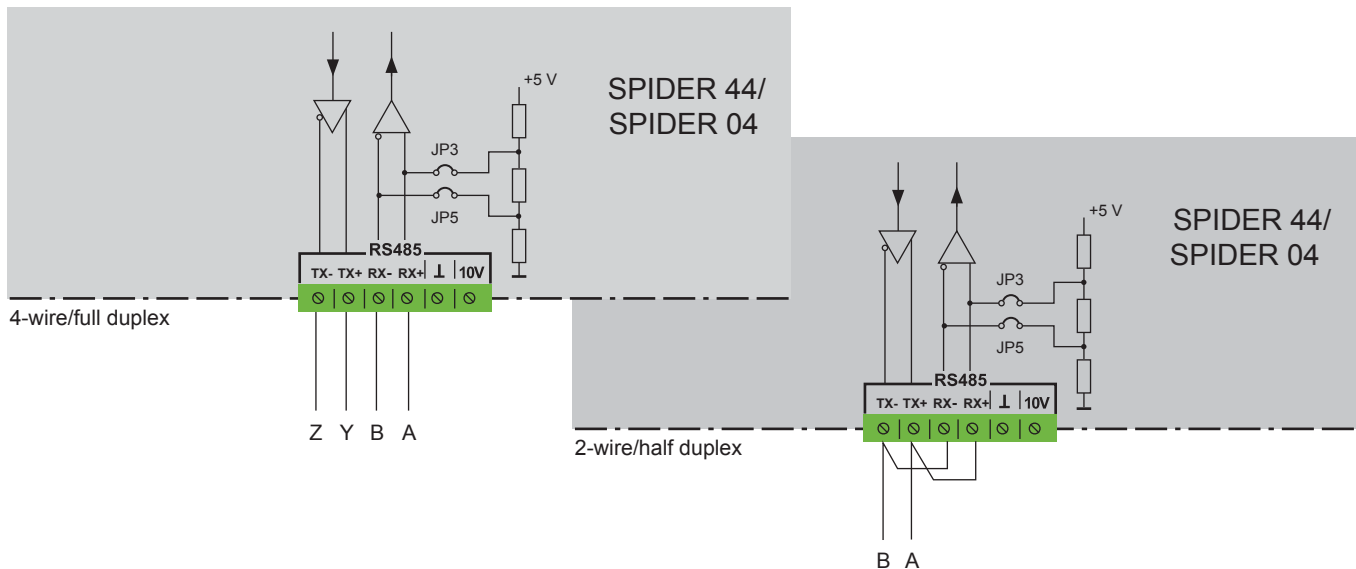 +5 V
SPIDER 44/
SPIDER 04
JP3
JP5
RS485
TX- TX+ RX- RX+ ⊥ 10V
4-wire/full duplex
Z Y B A
+5 V
SPIDER 44/
SPIDER 04
JP3
JP5
RS485
TX- TX+ RX- RX+ ⊥ 10V
2-wire/half duplex
B A